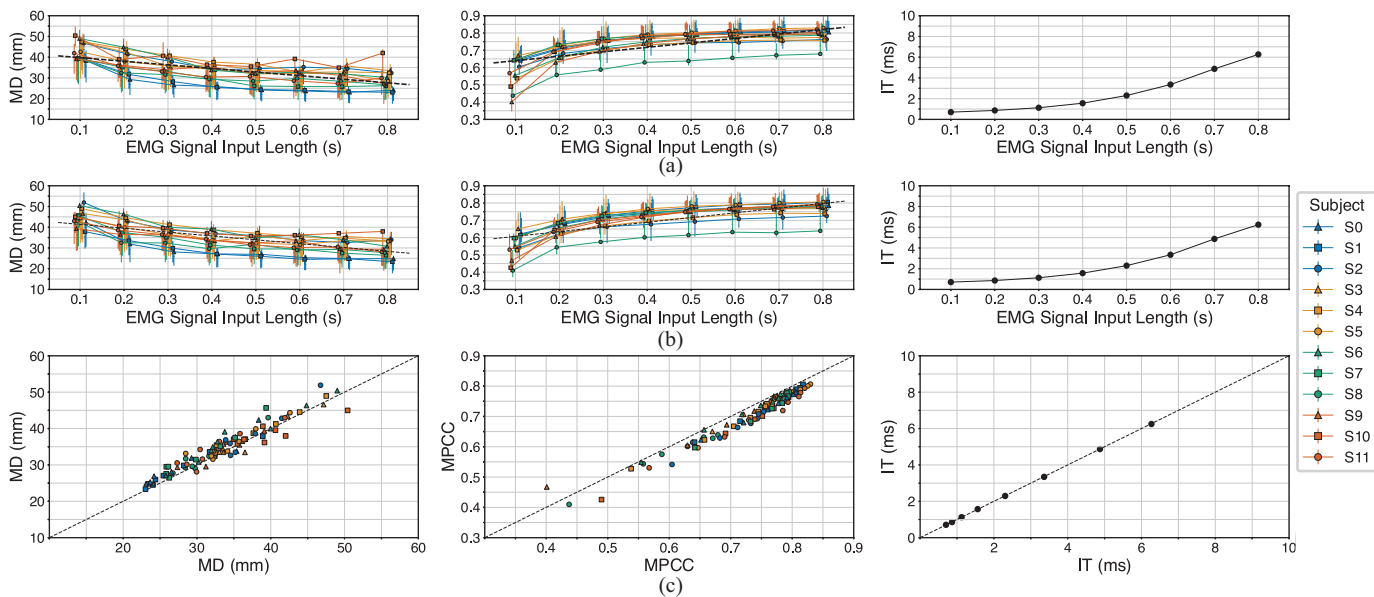 MD (mm)
60
50
40
30
20
10
0.1 0.2 0.3 0.4 0.5 0.6 0.7 0.8
EMG Signal Input Length (s)
MPCC
0.9
0.8
0.7
0.6
0.5
0.4
0.3
0.1 0.2 0.3 0.4 0.5 0.6 0.7 0.8
EMG Signal Input Length (s)
IT (ms)
10
8
6
4
2
0
0.1 0.2 0.3 0.4 0.5 0.6 0.7 0.8
EMG Signal Input Length (s)
(a)
MD (mm)
60
50
40
30
20
10
0.1 0.2 0.3 0.4 0.5 0.6 0.7 0.8
EMG Signal Input Length (s)
MPCC
0.9
0.8
0.7
0.6
0.5
0.4
0.3
0.1 0.2 0.3 0.4 0.5 0.6 0.7 0.8
EMG Signal Input Length (s)
IT (ms)
10
8
6
4
2
0
0.1 0.2 0.3 0.4 0.5 0.6 0.7 0.8
EMG Signal Input Length (s)
(b)
MD (mm)
60
50
40
30
20
10
20 30 40 50 60
MD (mm)
MPCC
0.9
0.8
0.7
0.6
0.5
0.4
0.3
0.4 0.5 0.6 0.7 0.8 0.9
MPCC
IT (ms)
10
8
6
4
2
0
2 4 6 8 10
IT (ms)
(c)
Subject
S0
S1
S2
S3
S4
S5
S6
S7
S8
S9
S10
S11